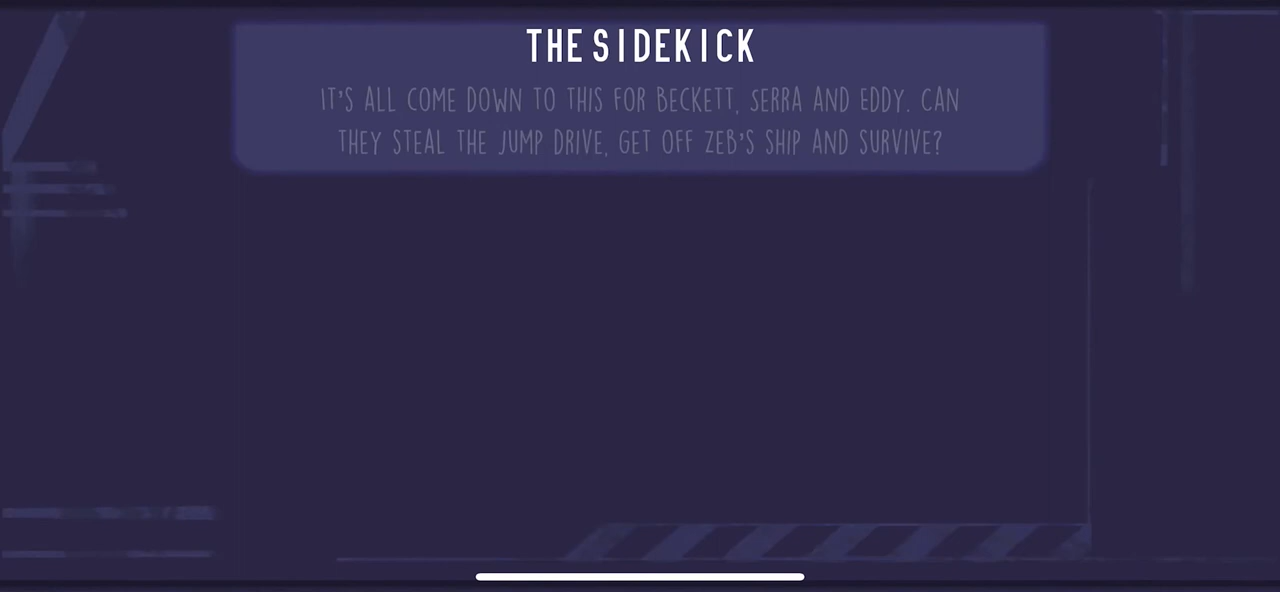 THE SIDEKICK
IT'S ALL COME DOWN TO THIS FOR BECKETT, SERRA AND EDDY. CAN
THEY STEAL THE JUMP DRIVE, GET OFF ZEB'S SHIP AND SURVIVE?